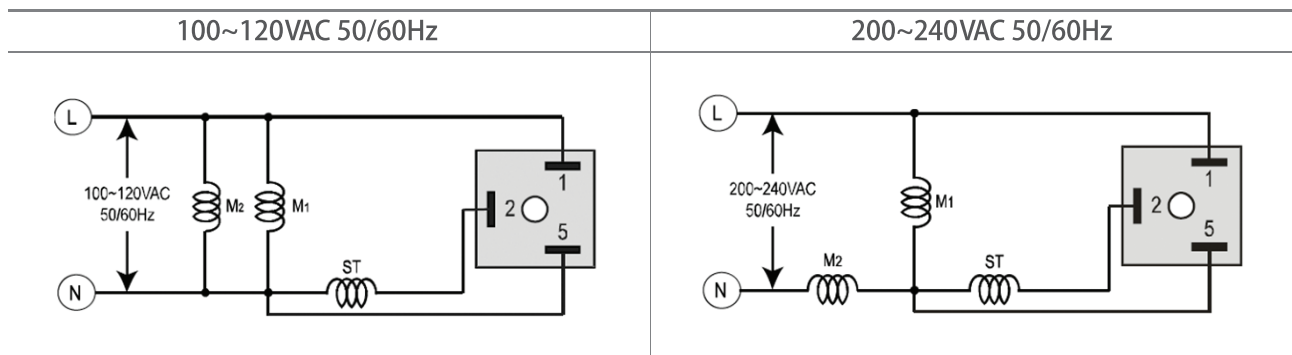 100~120VAC 50/60Hz
L
100~120VAC
50/60Hz
M2
M1
N
ST
1
2
5
200~240VAC 50/60Hz
L
200~240VAC
50/60Hz
M1
N
M2
ST
1
2
5